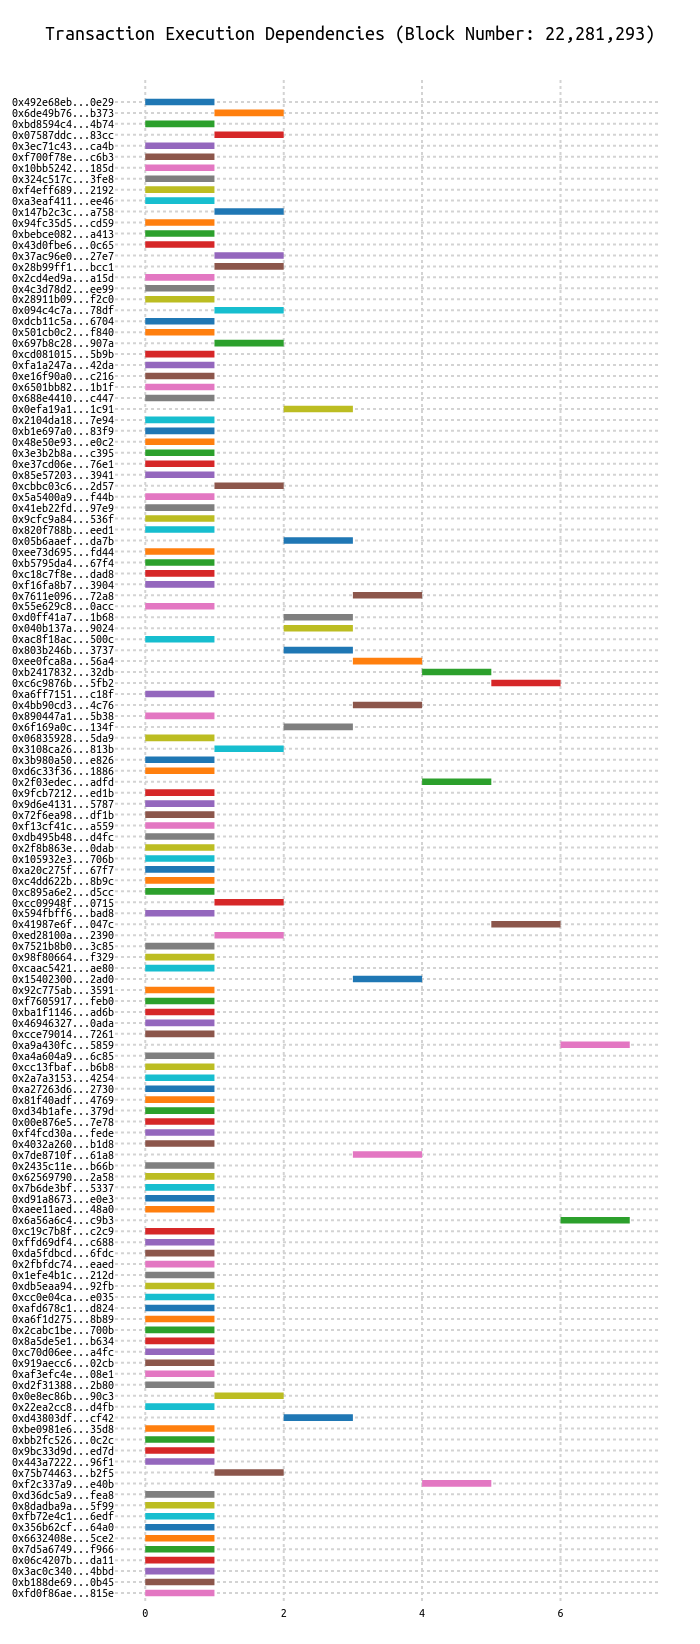 Transaction Execution Dependencies (Block Number: 22,281,293)
0x492e68eb...0e29
0x6de49b76...b373
0xbd8594c4...4b74
0x07587ddc...83cc
0x3ec71c43...ca4b
0xf700f78e...c6b3
0x10bb5242...185d
0x324c517c...3fe8
0xf4eff689...2192
0xa3eaf411...ee46
0x147b2c3c...a758
0x94fc35d5...cd59
0xbebce082...a413
0x43d0fbe6...0c65
0x37ac96e0...27e7
0x28b99ff1...bcc1
0x2cd4ed9a...a15d
0x4c3d78d2...ee99
0x28911b09...f2c0
0x094c4c7a...78df
0xdcb11c5a...6704
0x501cb0c2...f840
0x697b8c28...907a
0xcd081015...5b9b
0xfa1a247a...42da
0xe16f90a0...c216
0x6501bb82...1b1f
0x688e4410...c447
0x0efa19a1...1c91
0x2104da18...7e94
0xb1e697a0...83f9
0x48e50e93...e0c2
0x3e3b2b8a...c395
0xe37cd06e...76e1
0x85e57203...3941
0xcbbc03c6...2d57
0x5a5400a9...f44b
0x41eb22fd...97e9
0x9cfc9a84...536f
0x820f788b...eed1
0x05b6aaef...da7b
0xee73d695...fd44
0xb5795da4...67f4
0xc18c7f8e...dad8
0xf16fa8b7...3904
0x7611e096...72a8
0x55e629c8...0acc
0xd0ff41a7...1b68
0x040b137a...9024
0xac8f18ac...500c
0x803b246b...3737
0xee0fca8a...56a4
0xb2417832...32db
0xc6c9876b...5fb2
0xa6ff7151...c18f
0x4bb90cd3...4c76
0x890447a1...5b38
0x6f169a0c...134f
0x06835928...5da9
0x3108ca26...813b
0x3b980a50...e826
0xd6c33f36...1886
0x2f03edec...adfd
0x9fcb7212...ed1b
0x9d6e4131...5787
0x72f6ea98...df1b
0xf13cf41c...a559
0xdb495b48...d4fc
0x2f8b863e...0dab
0x105932e3...706b
0xa20c275f...67f7
0xc4dd622b...8b9c
0xc895a6e2...d5cc
0xcc09948f...0715
0x594fbff6...bad8
0x41987e6f...047c
0xed28100a...2390
0x7521b8b0...3c85
0x98f80664...f329
0xcaac5421...ae80
0x15402300...2ad0
0x92c775ab...3591
0xf7605917...feb0
0xba1f1146...ad6b
0x46946327...0ada
0xcce79014...7261
0xa9a430fc...5859
0xa4a604a9...6c85
0xcc13fbaf...b6b8
0x2a7a3153...4254
0xa27263d6...2730
0x81f40adf...4769
0xd34b1afe...379d
0x00e876e5...7e78
0xf4fcd30a...fede
0x4032a260...b1d8
0x7de8710f...61a8
0x2435c11e...b66b
0x62569790...2a58
0x7b6de3bf...5337
0xd91a8673...e0e3
0xaee11aed...48a0
0x6a56a6c4...c9b3
0xc19c7b8f...c2c9
0xffd69df4...c688
0xda5fdbcd...6fdc
0x2fbfdc74...eaed
0x1efe4b1c...212d
0xdb5eaa94...92fb
0xcc0e04ca...e035
0xafd678c1...d824
0xa6f1d275...8b89
0x2cabc1be...700b
0x8a5de5e1...b634
0xc70d06ee...a4fc
0x919aecc6...02cb
0xaf3efc4e...08e1
0xd2f31388...2b80
0x0e8ec86b...90c3
0x22ea2cc8...d4fb
0xd43803df...cf42
0xbe0981e6...35d8
0xbb2fc526...0c2c
0x9bc33d9d...ed7d
0x443a7222...96f1
0x75b74463...b2f5
0xf2c337a9...e40b
0xd36dc5a9...fea8
0x8dadba9a...5f99
0xfb72e4c1...6edf
0x356b62cf...64a0
0x6632408e...5ce2
0x7d5a6749...f966
0x06c4207b...da11
0x3ac0c340...4bbd
0xb188de69...0b45
0xfd0f86ae...815e
0 2 4 6